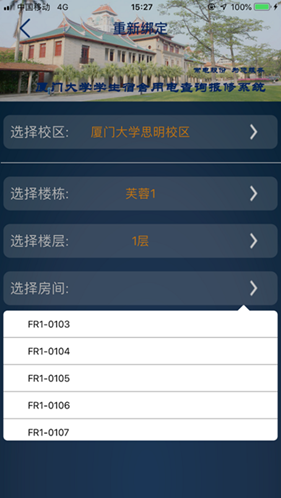 中国移动 4G 15:27 86%
重新绑定
厦门大学学生宿舍用电查询报修系统
选择校区: 厦门大学思明校区
选择楼栋: 芙蓉1
选择楼层: 1层
选择房间:
FR1-0103
FR1-0104
FR1-0105
FR1-0106
FR1-0107